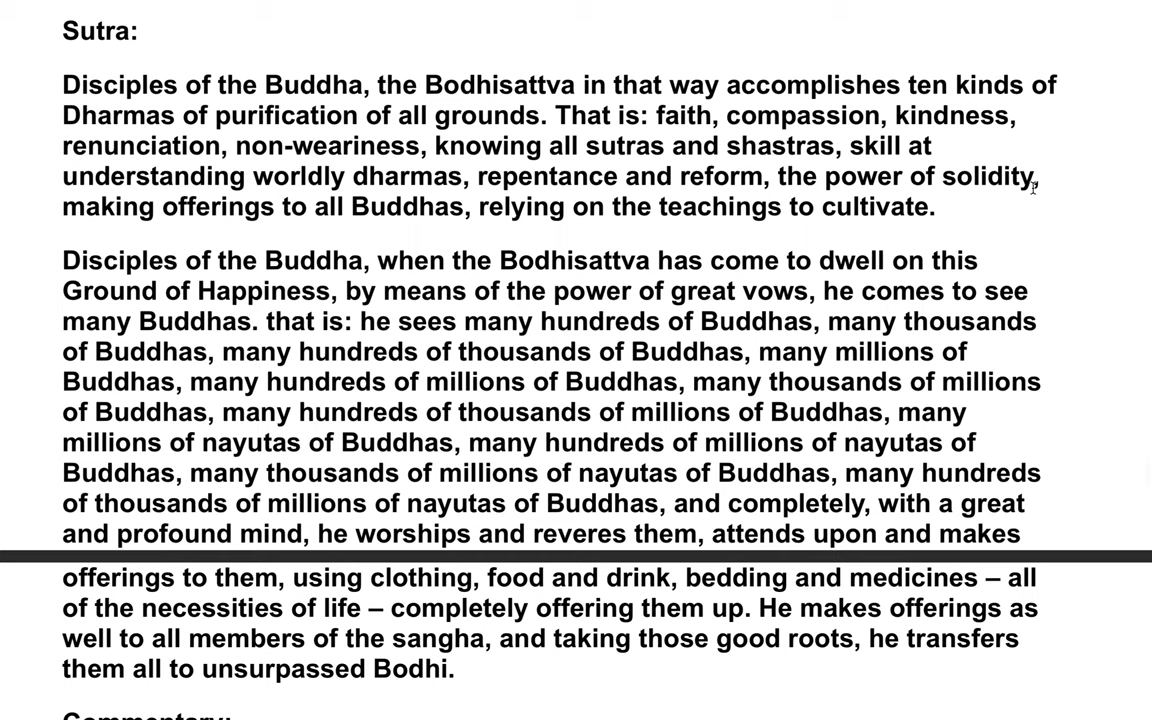 Sutra:
Disciples of the Buddha, the Bodhisattva in that way accomplishes ten kinds of
Dharmas of purification of all grounds. That is: faith, compassion, kindness,
renunciation, non-weariness, knowing all sutras and shastras, skill at
understanding worldly dharmas, repentance and reform, the power of solidity,
making offerings to all Buddhas, relying on the teachings to cultivate.
Disciples of the Buddha, when the Bodhisattva has come to dwell on this
Ground of Happiness, by means of the power of great vows, he comes to see
many Buddhas. that is: he sees many hundreds of Buddhas, many thousands
of Buddhas, many hundreds of thousands of Buddhas, many millions of
Buddhas, many hundreds of millions of Buddhas, many thousands of millions
of Buddhas, many hundreds of thousands of millions of Buddhas, many
millions of nayutas of Buddhas, many hundreds of millions of nayutas of
Buddhas, many thousands of millions of nayutas of Buddhas, many hundreds
of thousands of millions of nayutas of Buddhas, and completely, with a great
and profound mind, he worships and reveres them, attends upon and makes
offerings to them, using clothing, food and drink, bedding and medicines – all
of the necessities of life – completely offering them up. He makes offerings as
well to all members of the sangha, and taking those good roots, he transfers
them all to unsurpassed Bodhi.
Commentary: